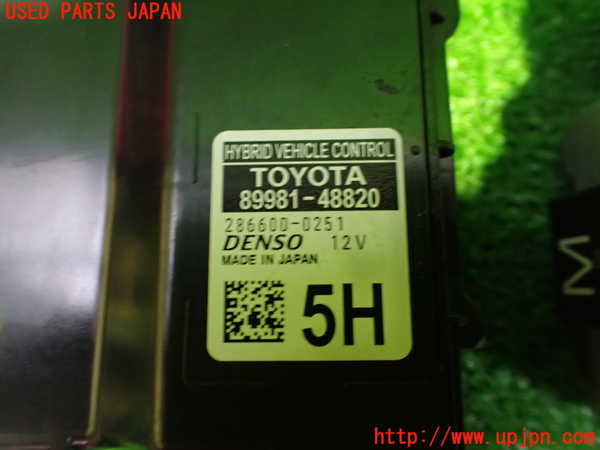 USED PARTS JAPAN
HYBRID VEHICLE CONTROL
TOYOTA
89981-48820
286600-0251
DENSO 12V
MADE IN JAPAN
5H
M
http://www.upjpn.com